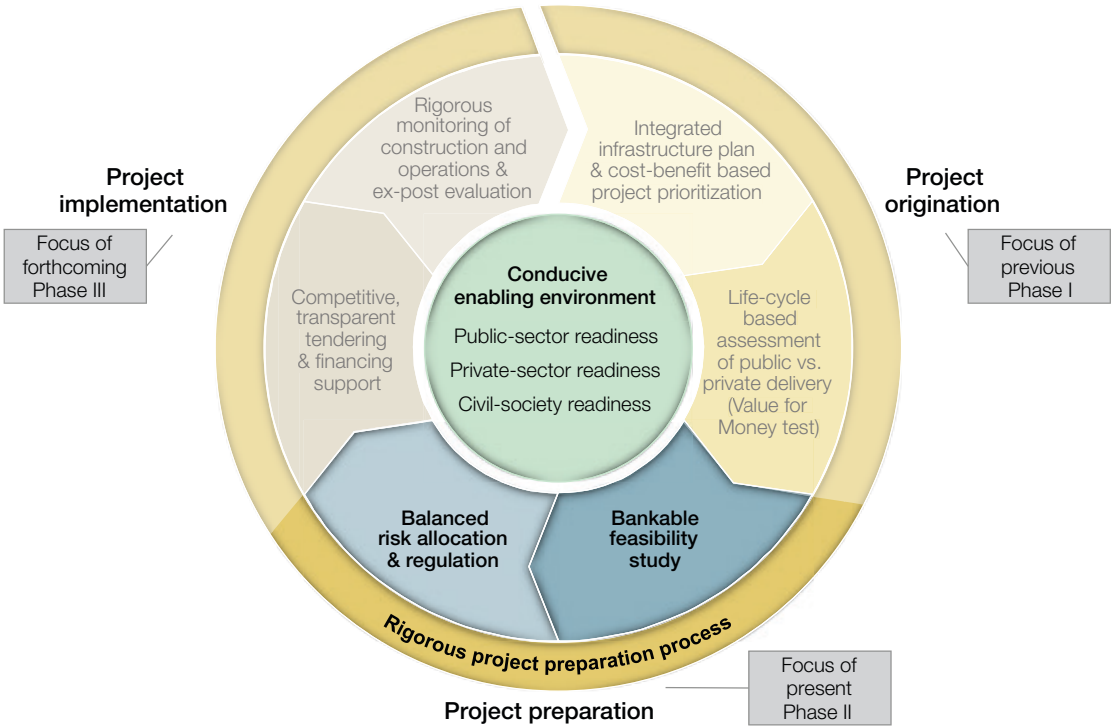 Rigorous
monitoring of
construction and
operations &
ex-post evaluation
Integrated
infrastructure plan
& cost-benefit based
project prioritization
Project
implementation
Focus of
forthcoming
Phase III
Project
origination
Focus of
previous
Phase I
Conducive
enabling environment
Public-sector readiness
Private-sector readiness
Civil-society readiness
Competitive,
transparent
tendering
& financing
support
Life-cycle
based
assessment
of public vs.
private delivery
(Value for
Money test)
Balanced
risk allocation
& regulation
Bankable
feasibility
study
Rigorous project preparation process
Focus of
present
Phase II
Project preparation